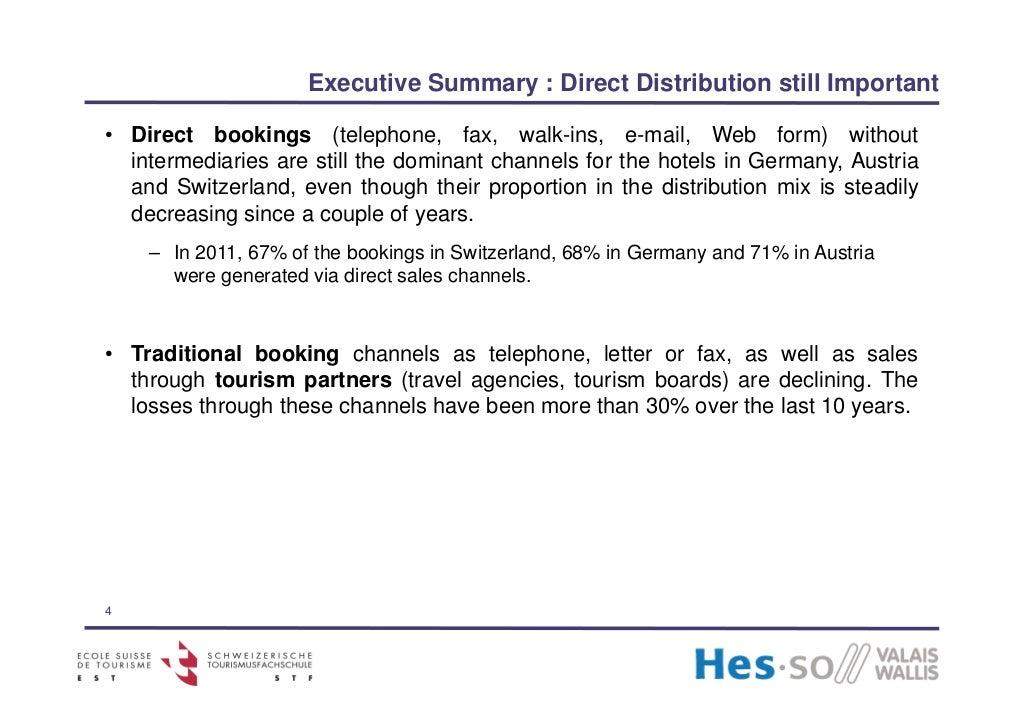 Executive Summary : Direct Distribution still Important
• Direct bookings (telephone, fax, walk-ins, e-mail, Web form) without
intermediaries are still the dominant channels for the hotels in Germany, Austria
and Switzerland, even though their proportion in the distribution mix is steadily
decreasing since a couple of years.
– In 2011, 67% of the bookings in Switzerland, 68% in Germany and 71% in Austria
were generated via direct sales channels.
• Traditional booking channels as telephone, letter or fax, as well as sales
through tourism partners (travel agencies, tourism boards) are declining. The
losses through these channels have been more than 30% over the last 10 years.
4
ECOLE SUISSE
DE TOURISME
E S T
SCHWEIZERISCHE
TOURISMUSFACHSCHULE
S T F
Hes·so
VALAIS
WALLIS